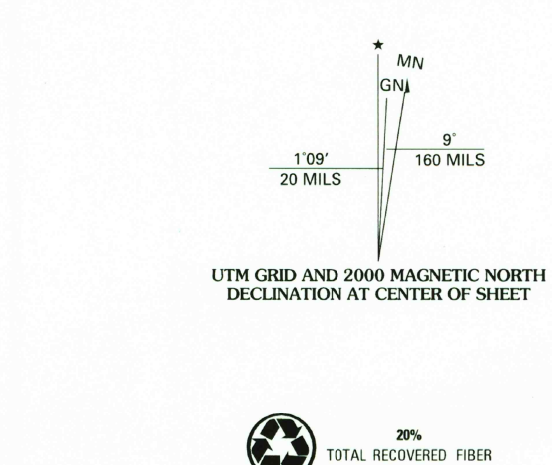 ★
MN
GN
1°09′
20 MILS
9°
160 MILS
UTM GRID AND 2000 MAGNETIC NORTH
DECLINATION AT CENTER OF SHEET
20%
TOTAL RECOVERED FIBER